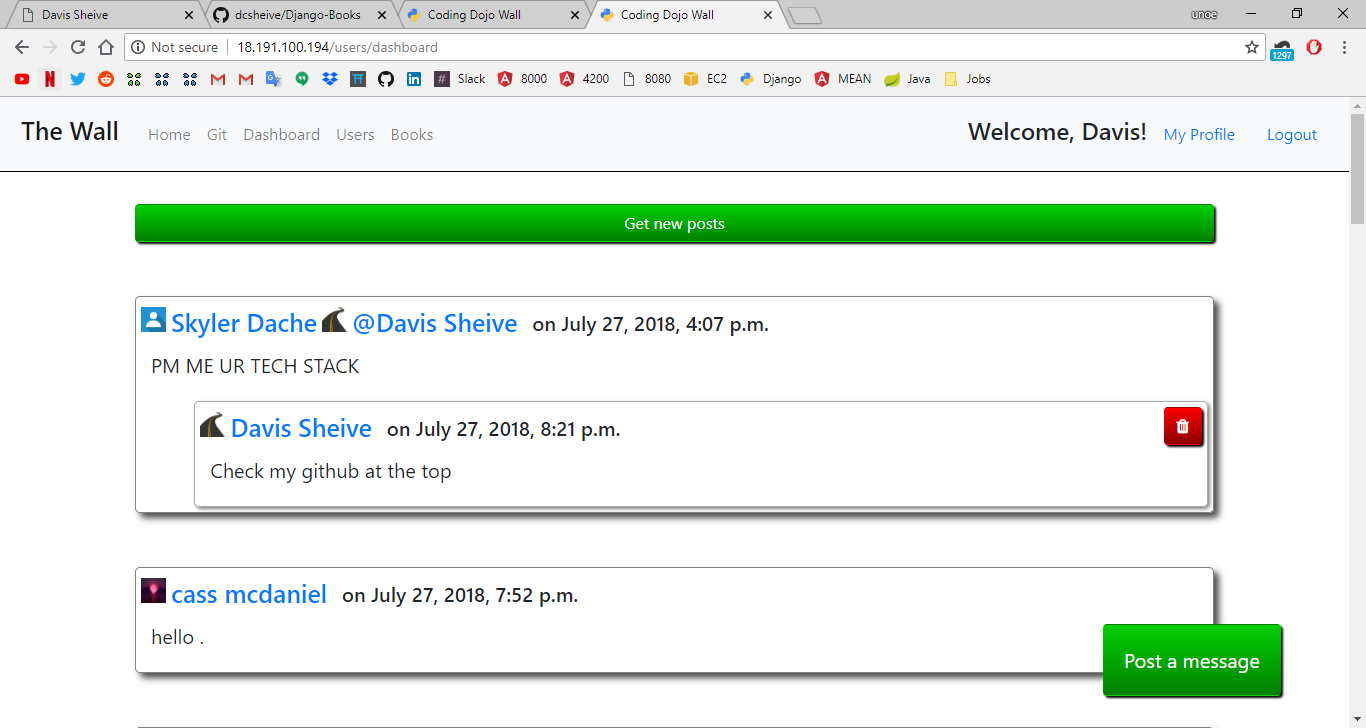 Davis Sheive dcsheive/Django-Books Coding Dojo Wall Coding Dojo Wall unoe
Not secure 18.191.100.194/users/dashboard 1297
Slack 8000 4200 8080 EC2 Django MEAN Java Jobs
The Wall Home Git Dashboard Users Books Welcome, Davis! My Profile Logout
Get new posts
Skyler Dache @Davis Sheive on July 27, 2018, 4:07 p.m.
PM ME UR TECH STACK
Davis Sheive on July 27, 2018, 8:21 p.m.
Check my github at the top
cass mcdaniel on July 27, 2018, 7:52 p.m.
hello .
Post a message